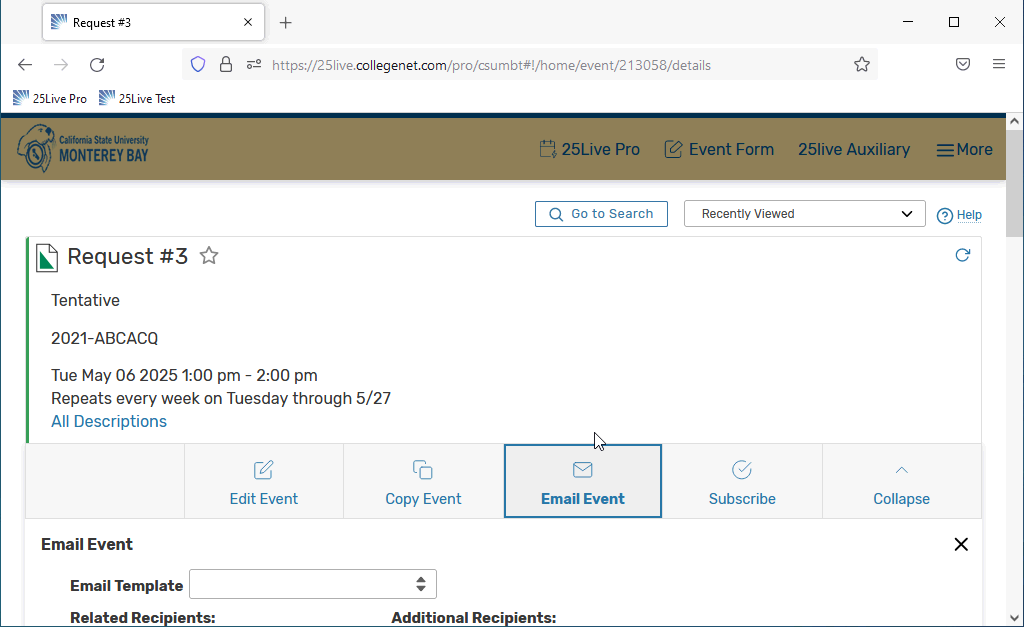 Request #3
https://25live.collegenet.com/pro/csumbt#!/home/event/213058/details
25Live Pro 25Live Test
California State University
MONTEREY BAY
25Live Pro Event Form 25live Auxiliary More
Go to Search Recently Viewed Help
Request #3
Tentative
2021-ABCACQ
Tue May 06 2025 1:00 pm - 2:00 pm
Repeats every week on Tuesday through 5/27
All Descriptions
Edit Event Copy Event Email Event Subscribe Collapse
Email Event
Email Template
Related Recipients: Additional Recipients: